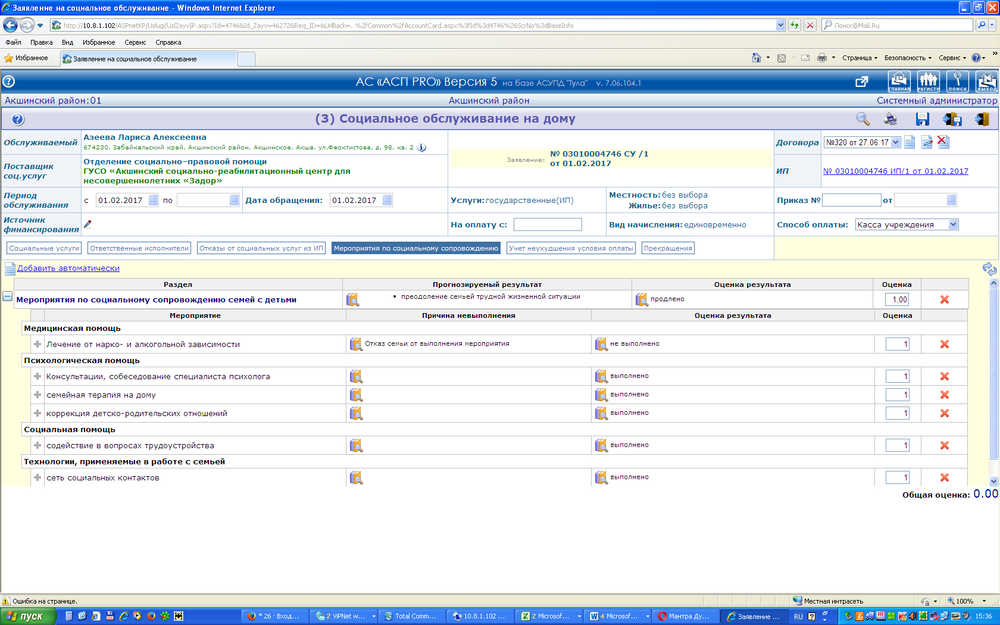 Заявление на социальное обслуживание - Windows Internet Explorer
http://10.8.1.102/ASPnetKP/Uslugi/UslZayvIP.aspx?Id=4746&Id_Zayv=46272&Req_ID=&UrlBack=..%2fCommon%2fAccountCard.aspx%3fId%3d4746%26ScrNo%3dBaseInfo
Поиск@Mail.Ru
Файл Правка Вид Избранное Сервис Справка
Избранное Заявление на социальное обслуживание Страница Безопасность Сервис
АС «АСП PRO» Версия 5 на базе АСУПД "Тула" v. 7.06.104.1
ГЛАВНАЯ РЕГИСТР ПОИСК ВЫХОД
Акшинский район:01 Акшинский район Системный администратор
(3) Социальное обслуживание на дому
Обслуживаемый
Азеева Лариса Алексеевна
674230, Забайкальский край, Акшинский район, Акшинское, Акша, ул.Феоктистова, д. 98, кв. 2
Заявление: № 03010004746 СУ /1
от 01.02.2017
Договора №320 от 27.06.17
Поставщик соц.услуг
Отделение социально-правовой помощи
ГУСО «Акшинский социально-реабилитационный центр для
несовершеннолетних «Задор»
ИП № 03010004746 ИП/1 от 01.02.2017
Период обслуживания с 01.02.2017 ... по ... Дата обращения: 01.02.2017 ...
Услуги: государственные(ИП)
Местность: без выбора
Жилье: без выбора
Приказ № от ...
Источник финансирования
На оплату с:
Вид начисления: единовременно
Способ оплаты: Касса учреждения
Социальные услуги Ответственные исполнители Отказы от социальных услуг из ИП Мероприятия по социальному сопровождению Учет неухудшения условия оплаты Прекращения
Добавить автоматически
Раздел Прогнозируемый результат Оценка результата Оценка
Мероприятия по социальному сопровождению семей с детьми • преодоление семьей трудной жизненной ситуации продлено 1,00
Мероприятие Причина невыполнения Оценка результата Оценка
Медицинская помощь
Лечение от нарко- и алкогольной зависимости Отказ семьи от выполнения мероприятия не выполнено 1
Психологическая помощь
Консультации, собеседование специалиста психолога выполнено 1
семейная терапия на дому выполнено 1
коррекция детско-родительских отношений выполнено 1
Социальная помощь
содействие в вопросах трудоустройства выполнено 1
Технологии, применяемые в работе с семьей
сеть социальных контактов выполнено 1
Общая оценка: 0.00
Ошибка на странице. Местная интрасеть 100%
пуск * 26 · Вход... 2 ViPNet w... Total Comm... 10.8.1.102 ... 2 Microsof... 4 Microsof... Мантра Ду... Заявление ... RU 15:36